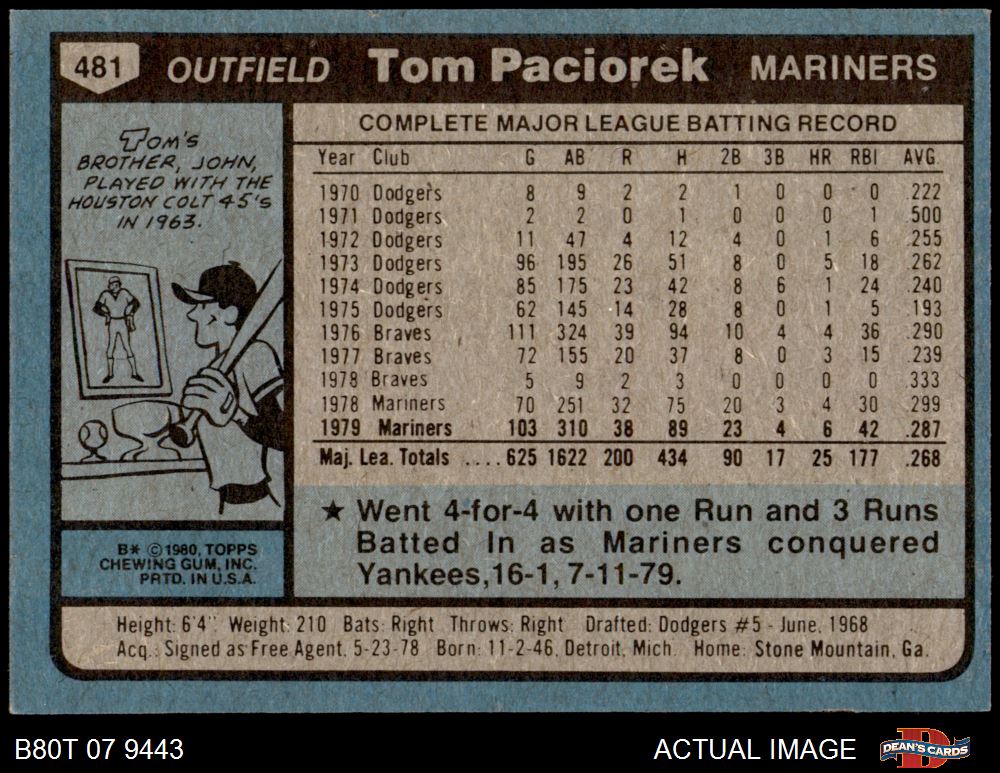 481 OUTFIELD Tom Paciorek MARINERS
TOM'S
BROTHER, JOHN,
PLAYED WITH THE
HOUSTON COLT 45'S
IN 1963.
COMPLETE MAJOR LEAGUE BATTING RECORD
Year Club G AB R H 2B 3B HR RBI AVG.
1970 Dodgers 8 9 2 2 1 0 0 0 .222
1971 Dodgers 2 2 0 1 0 0 0 1 .500
1972 Dodgers 11 47 4 12 4 0 1 6 .255
1973 Dodgers 96 195 26 51 8 0 5 18 .262
1974 Dodgers 85 175 23 42 8 6 1 24 .240
1975 Dodgers 62 145 14 28 8 0 1 5 .193
1976 Braves 111 324 39 94 10 4 4 36 .290
1977 Braves 72 155 20 37 8 0 3 15 .239
1978 Braves 5 9 2 3 0 0 0 0 .333
1978 Mariners 70 251 32 75 20 3 4 30 .299
1979 Mariners 103 310 38 89 23 4 6 42 .287
Maj. Lea. Totals .... 625 1622 200 434 90 17 25 177 .268
★ Went 4-for-4 with one Run and 3 Runs
Batted In as Mariners conquered
Yankees,16-1, 7-11-79.
B* ©1980, TOPPS
CHEWING GUM, INC.
PRTD. IN U.S.A.
Height: 6'4" Weight: 210 Bats: Right Throws: Right Drafted: Dodgers #5 - June, 1968
Acq.: Signed as Free Agent, 5-23-78 Born: 11-2-46, Detroit, Mich. Home: Stone Mountain, Ga.
B80T 07 9443 ACTUAL IMAGE DEAN'S CARDS